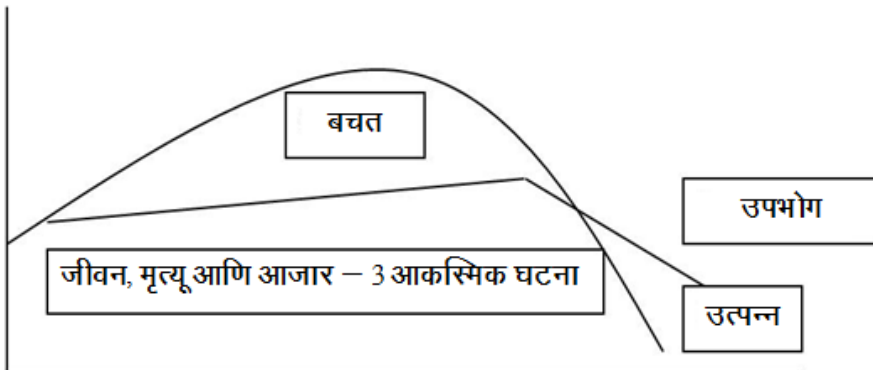 बचत
उपभोग
जीवन, मृत्यू आणि आजार – 3 आकस्मिक घटना
उत्पन्न